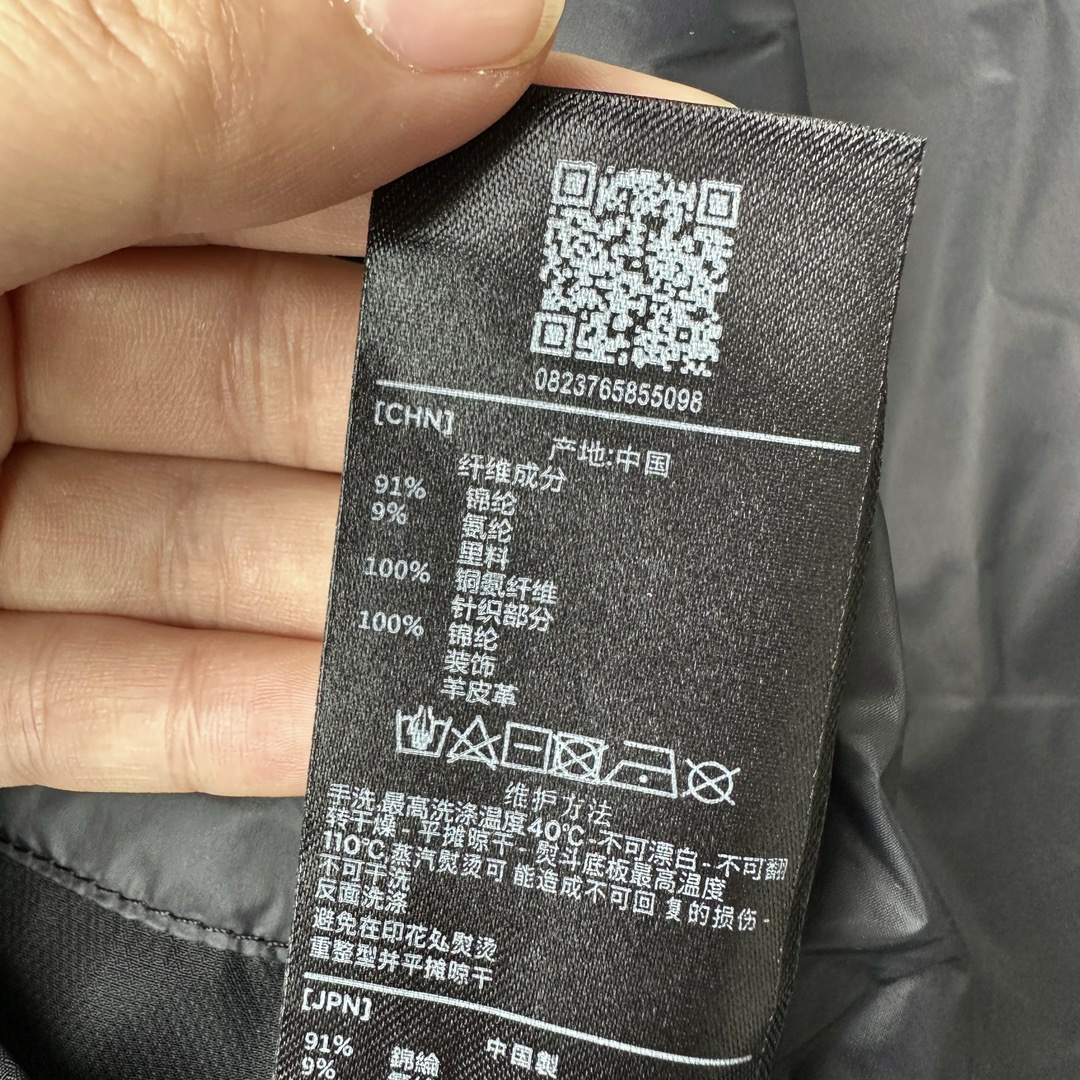 0823765855098
[CHN]
产地:中国
纤维成分
91% 锦纶
9% 氨纶
里料
100% 铜氨纤维
针织部分
100% 锦纶
装饰
羊皮革
维护方法
手洗,最高洗涤温度40℃-不可漂白-不可翻
转干燥-平摊晾干-熨斗底板最高温度
110℃,蒸汽熨烫可能造成不可回复的损伤-
不可干洗
反面洗涤
避免在印花处熨烫
重整型并平摊晾干
[JPN]
中国製
91% 錦綸
9%